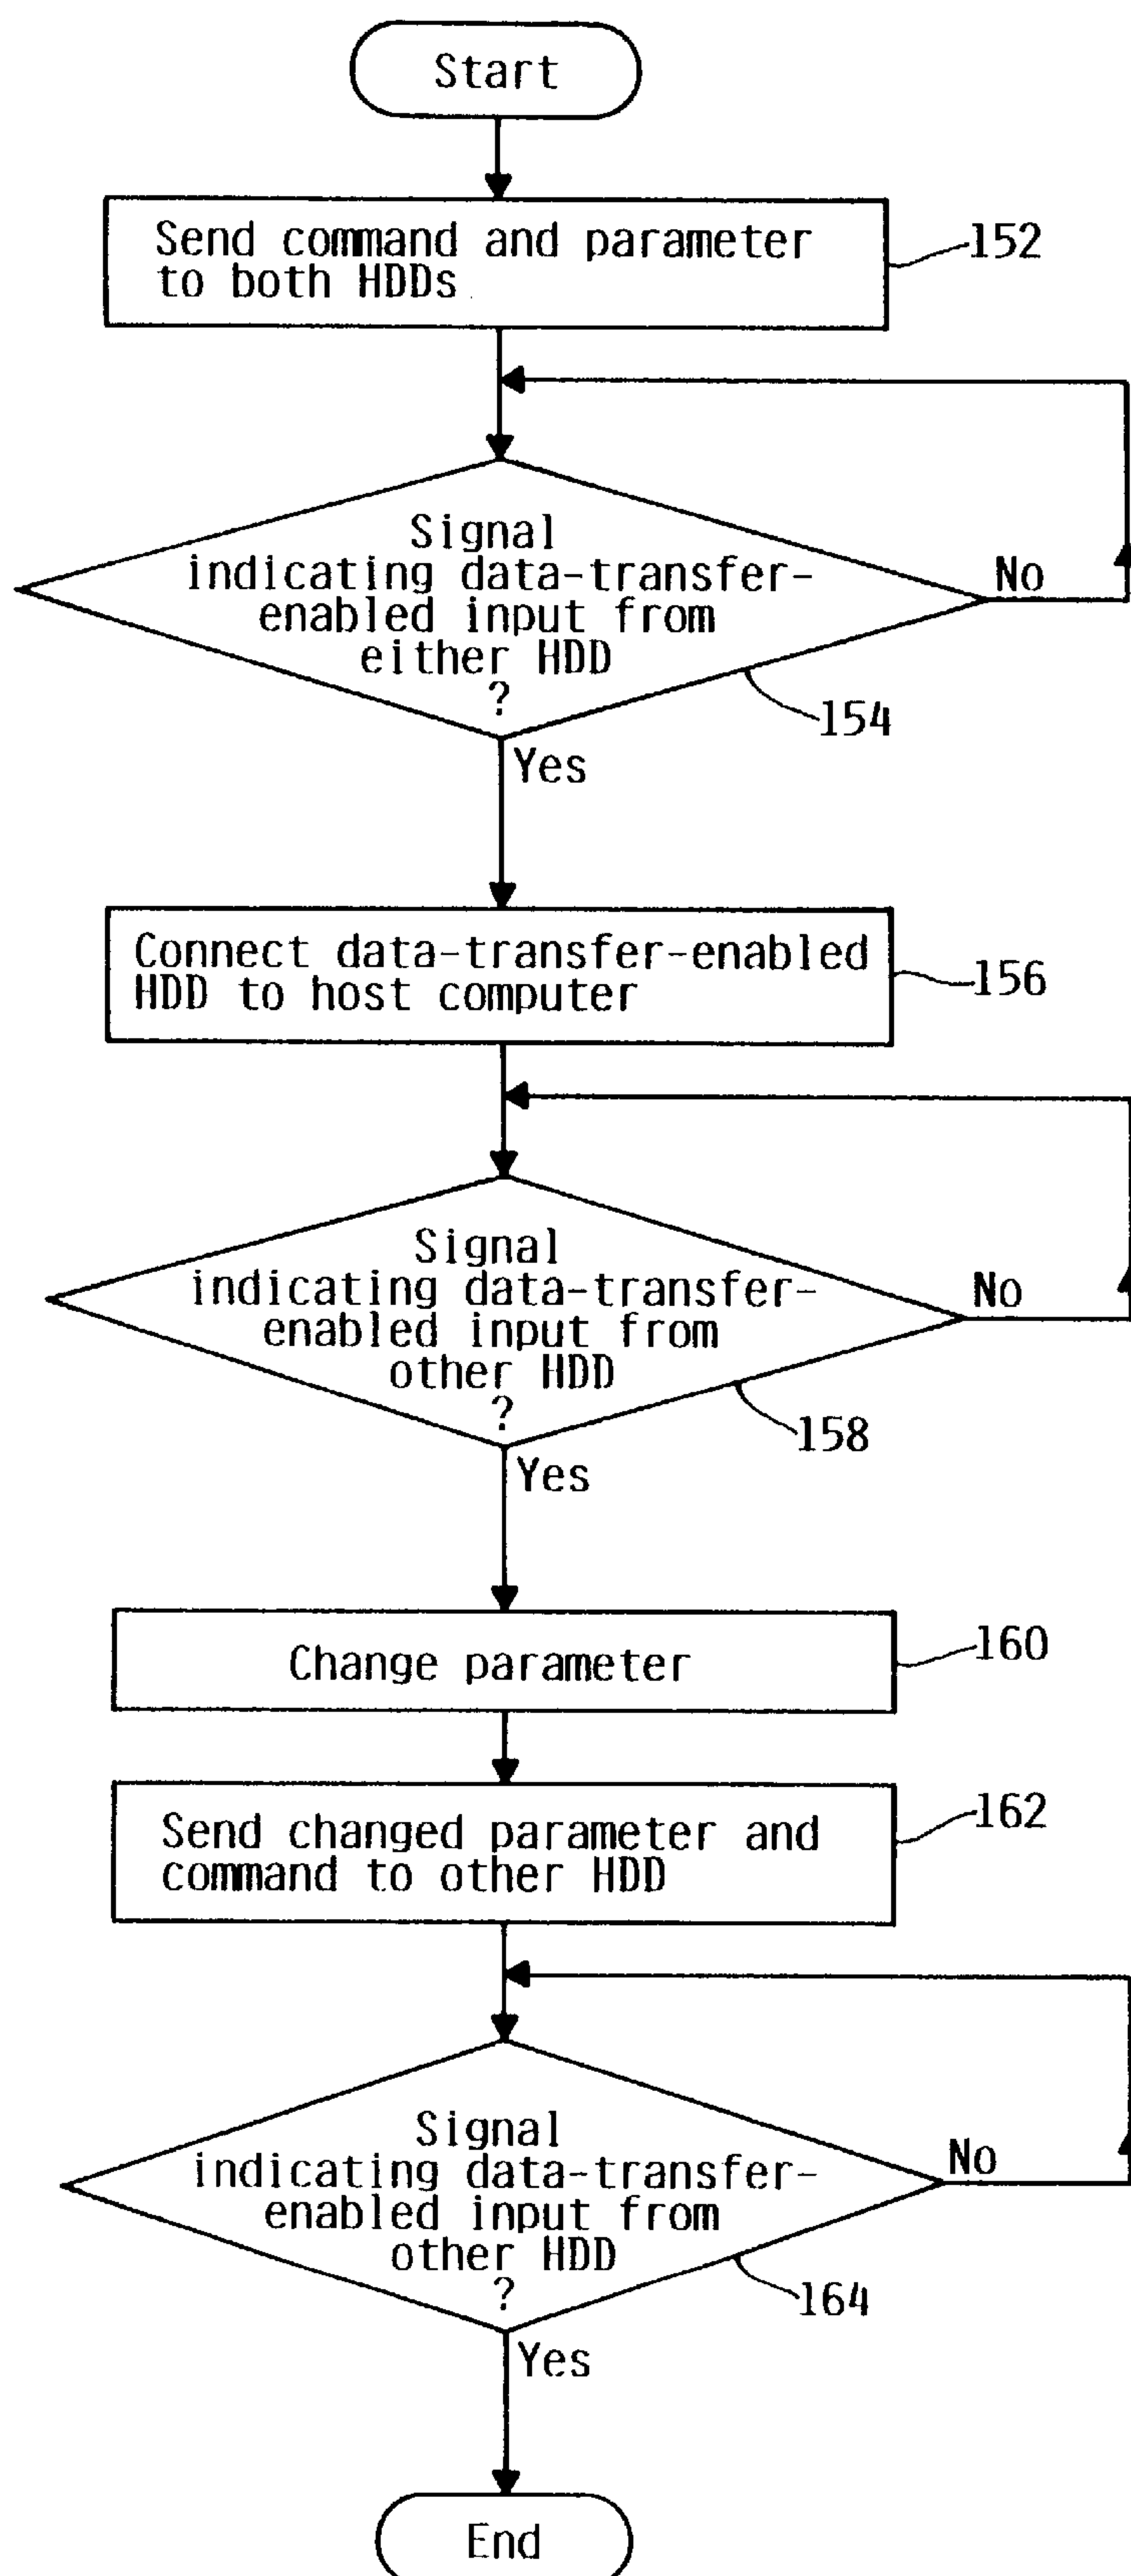 Start
Send command and parameter
to both HDDs
152
Signal
indicating data-transfer-
enabled input from
either HDD
?
No
154
Yes
Connect data-transfer-enabled
HDD to host computer
156
Signal
indicating data-transfer-
enabled input from
other HDD
?
No
158
Yes
Change parameter
160
Send changed parameter and
command to other HDD
162
Signal
indicating data-transfer-
enabled input from
other HDD
?
No
164
Yes
End